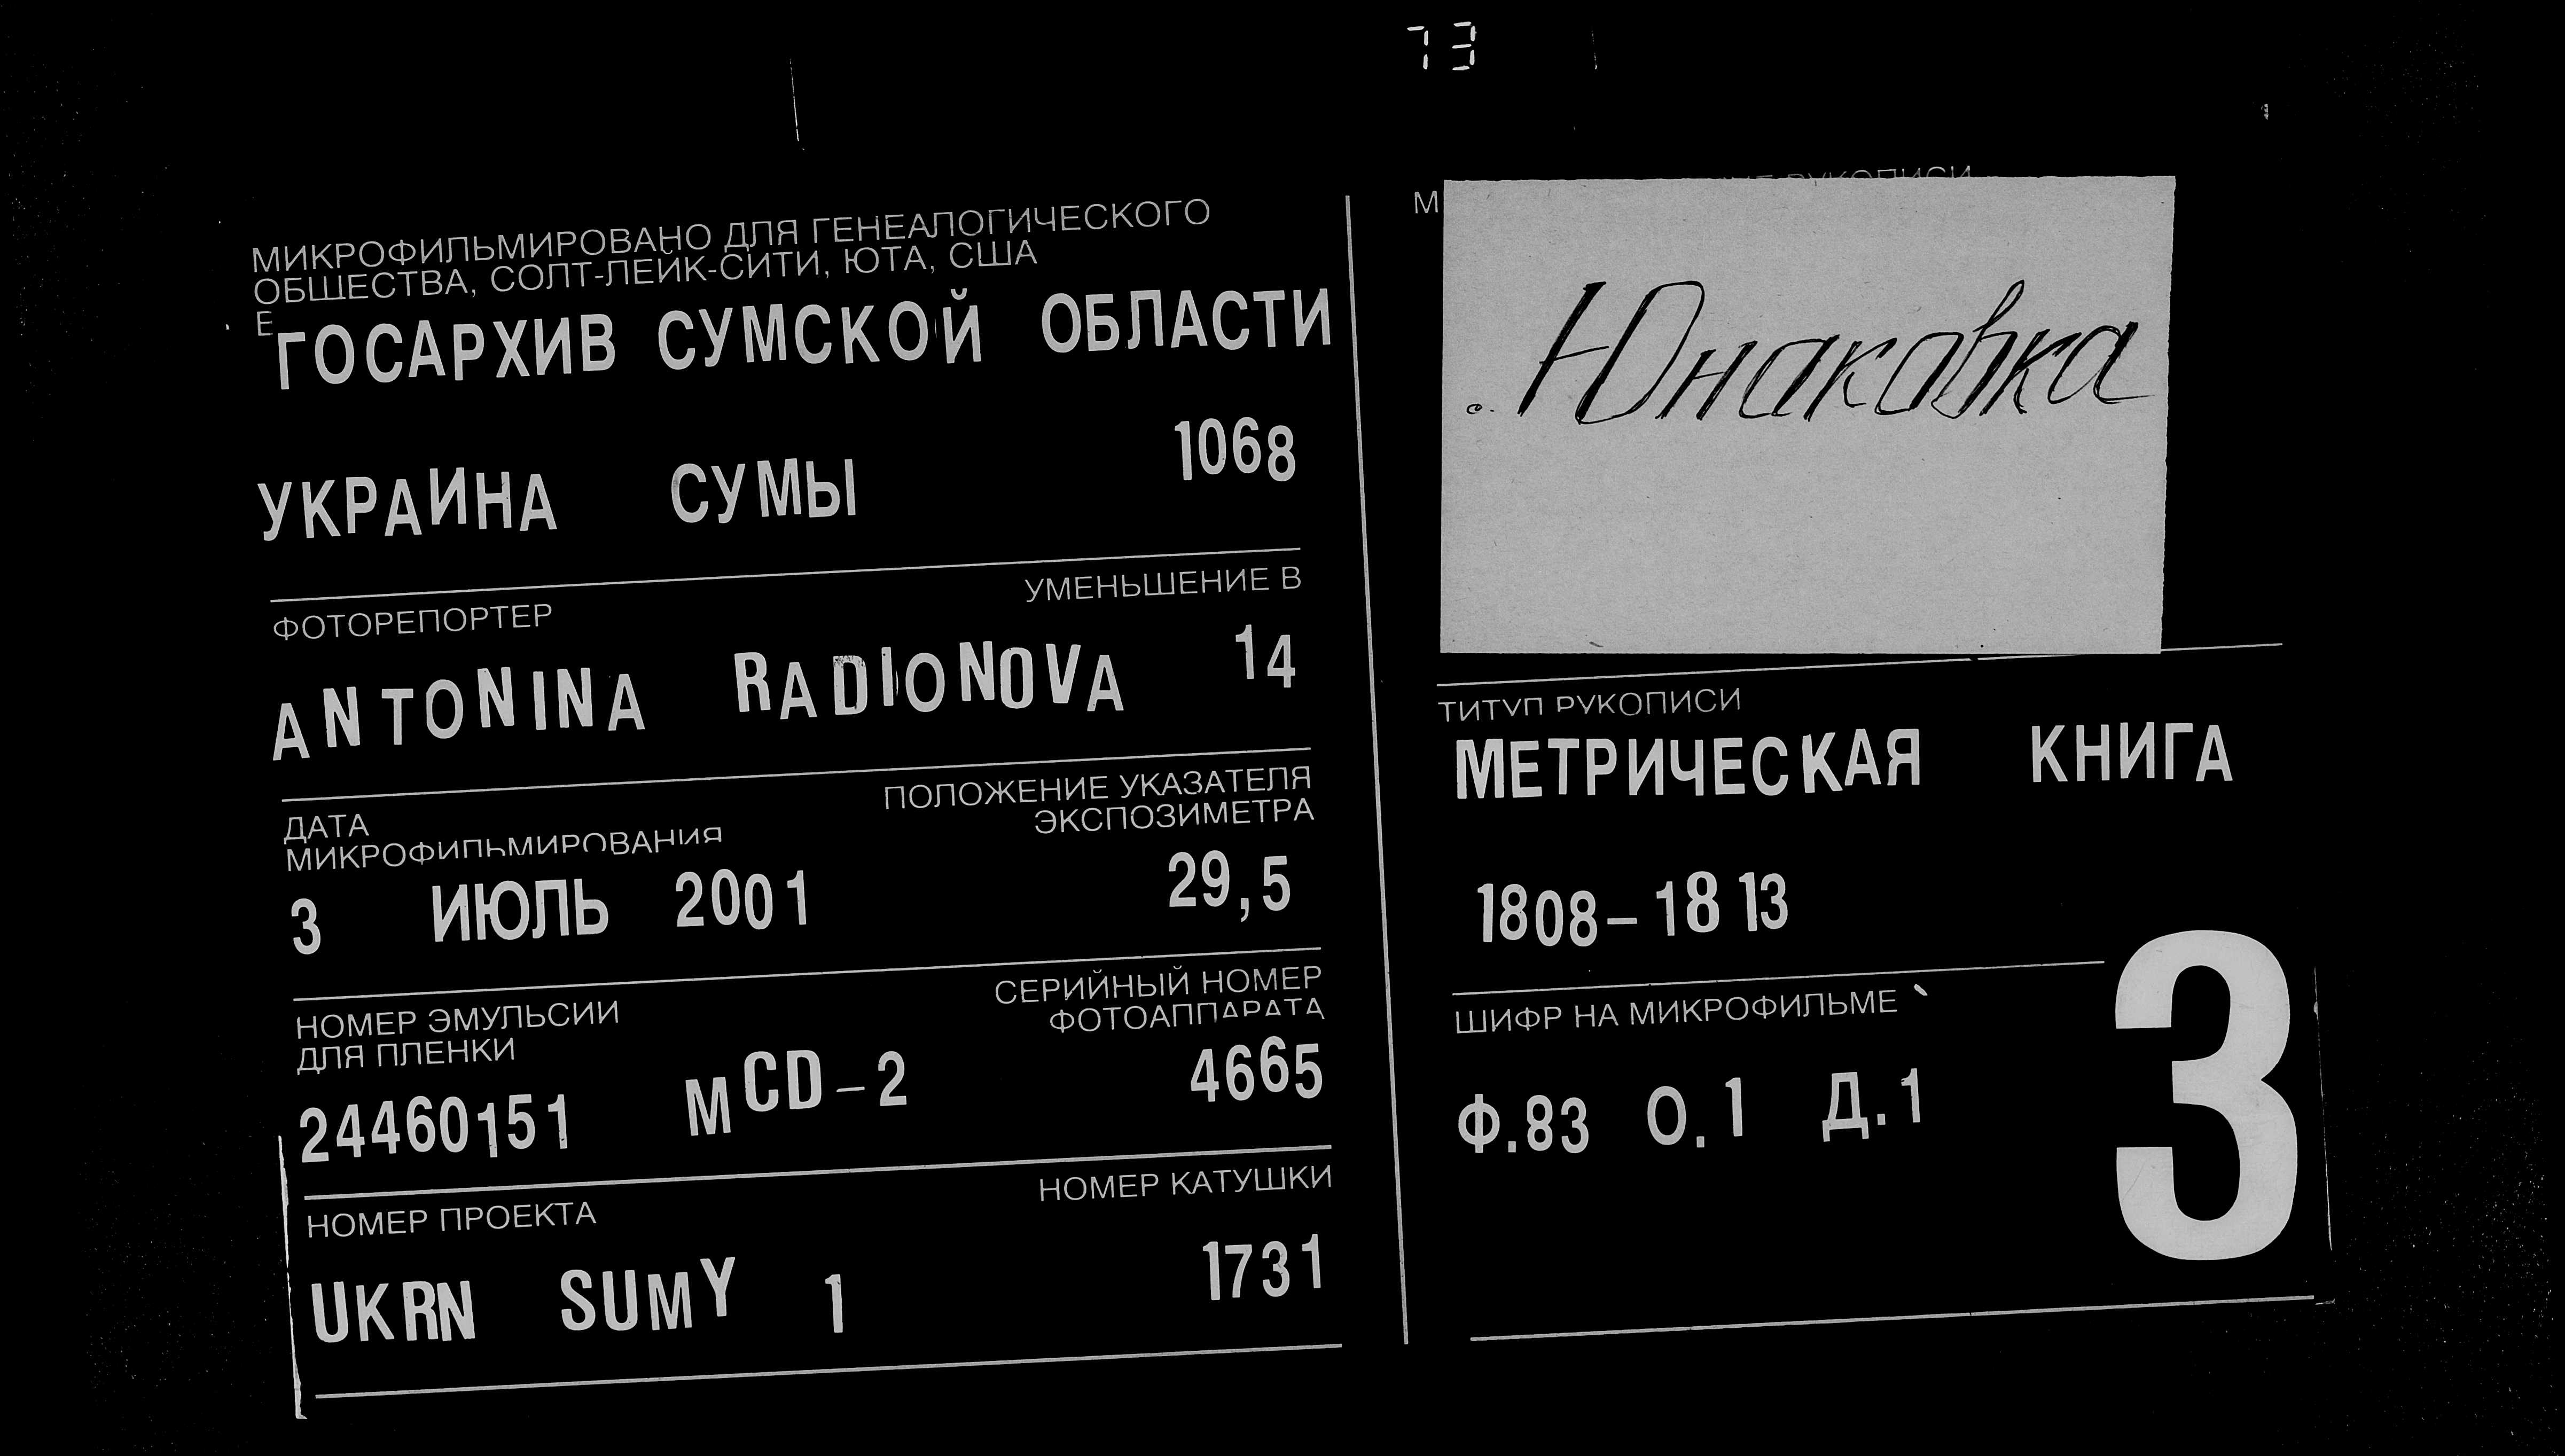 73
МИКРОФИЛЬМИРОВАНО ДЛЯ ГЕНЕАЛОГИЧЕСКОГО
ОБЩЕСТВА, СОЛТ-ЛЕЙК-СИТИ, ЮТА, США
Е
ГОСАРХИВ СУМСКОЙ ОБЛАСТИ
УКРАИНА СУМЫ 1068
ФОТОРЕПОРТЕР УМЕНЬШЕНИЕ В
ANTONINA RADIONOVA 14
ДАТА
МИКРОФИЛЬМИРОВАНИЯ
ПОЛОЖЕНИЕ УКАЗАТЕЛЯ
ЭКСПОЗИМЕТРА
3 ИЮЛЬ 2001 29,5
НОМЕР ЭМУЛЬСИИ
ДЛЯ ПЛЕНКИ
СЕРИЙНЫЙ НОМЕР
ФОТОАППАРАТА
24460151 MCD-2 4665
НОМЕР ПРОЕКТА НОМЕР КАТУШКИ
UKRN SUMY 1 1731
М РУКОПИСИ
с. Юнаковка
ТИТУЛ РУКОПИСИ
МЕТРИЧЕСКАЯ КНИГА
1808-1813
ШИФР НА МИКРОФИЛЬМЕ
Ф.83 О.1 Д.1
3